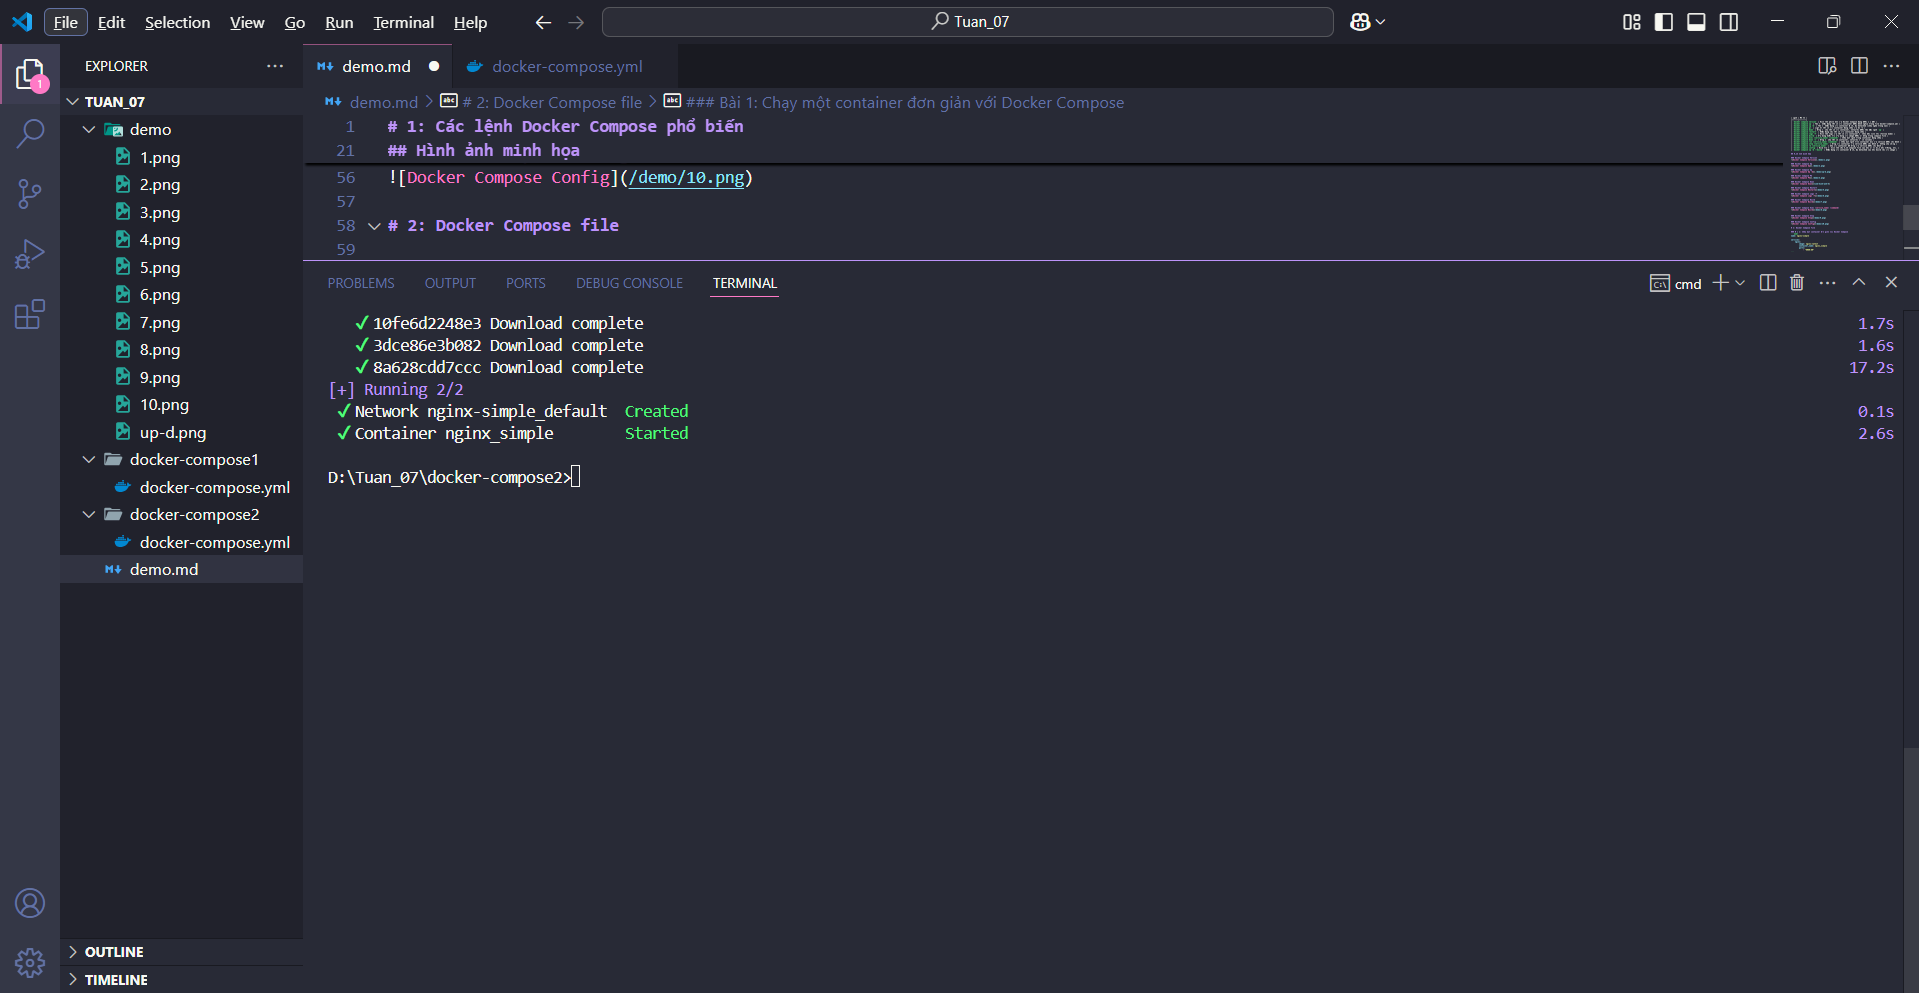 File Edit Selection View Go Run Terminal Help
Tuan_07
EXPLORER
TUAN_07
demo
1.png
2.png
3.png
4.png
5.png
6.png
7.png
8.png
9.png
10.png
up-d.png
docker-compose1
docker-compose.yml
docker-compose2
docker-compose.yml
demo.md
OUTLINE
TIMELINE
1
demo.md docker-compose.yml
demo.md > # 2: Docker Compose file > ### Bài 1: Chạy một container đơn giản với Docker Compose
1 # 1: Các lệnh Docker Compose phổ biến
21 ## Hình ảnh minh họa
56 ![Docker Compose Config](/demo/10.png)
57
58 # 2: Docker Compose file
59
PROBLEMS OUTPUT PORTS DEBUG CONSOLE TERMINAL
cmd
✓ 10fe6d2248e3 Download complete 1.7s
✓ 3dce86e3b082 Download complete 1.6s
✓ 8a628cdd7ccc Download complete 17.2s
[+] Running 2/2
✓ Network nginx-simple_default Created 0.1s
✓ Container nginx_simple Started 2.6s
D:\Tuan_07\docker-compose2>